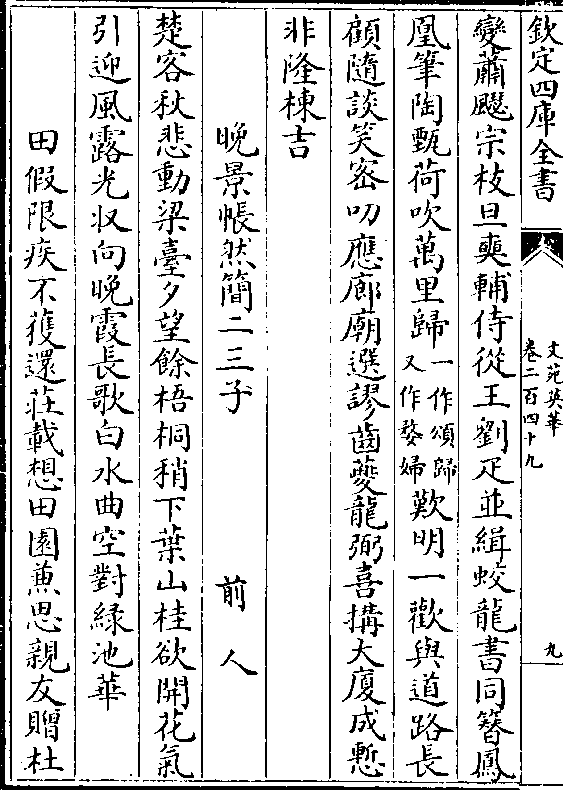 欽定四庫全書
文苑英華
卷二百四十九
九
變蕭颸宗枝旦奭輔侍從王劉疋並緝蛟龍書同簪鳳
凰筆陶甄荷吹萬里歸一作頌歸又作婺婦歎明一歡與道路長
顧隨談笑密叨應廊廟選謬齒夔龍弼喜搆大廈成慙
非隆棟吉
晚景悵然簡二三子 前人
楚客秋悲動梁臺夕望餘梧桐稍下葉山桂欲開花氣
引迎風露光收向晚霞長歌白水曲空對綠池華
田假限疾不獲還莊載想田園兼思親友贈杜